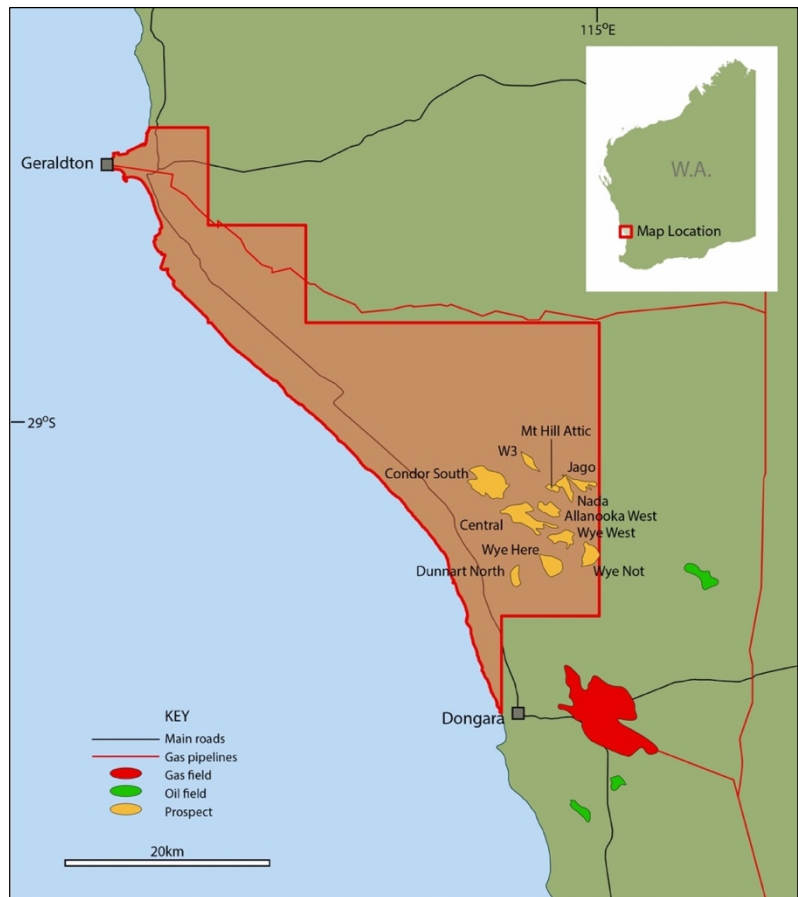 115°E
Geraldton
W.A.
Map Location
29°S
Mt Hill Attic
W3
Jago
Condor South
Nada
Allanooka West
Central
Wye West
Wye Here
Dunnart North
Wye Not
Dongara
KEY
Main roads
Gas pipelines
Gas field
Oil field
Prospect
20km